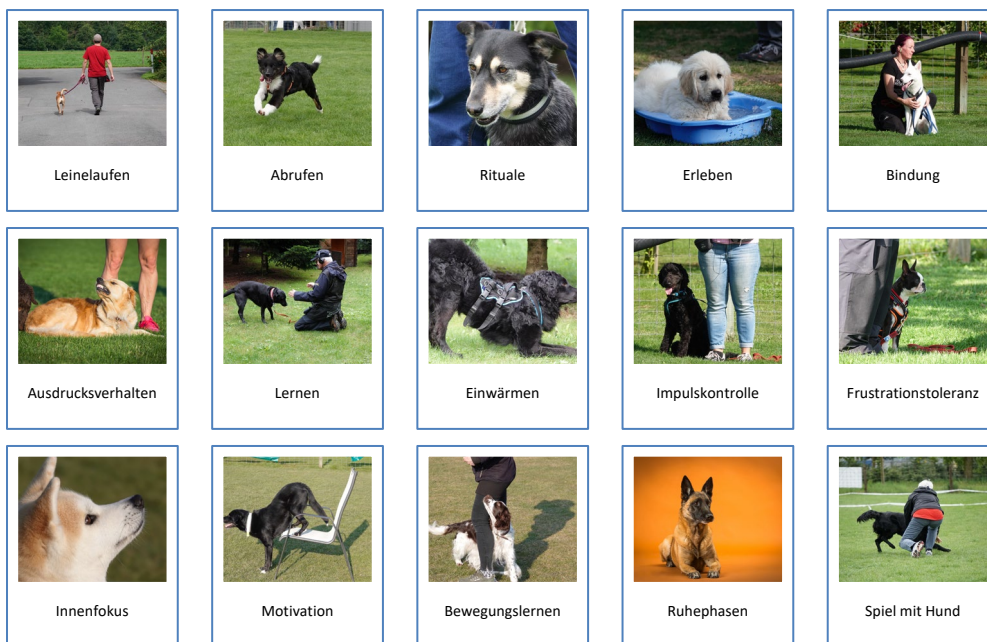 Leinelaufen
Abrufen
Rituale
Erleben
Bindung
Ausdrucksverhalten
Lernen
Einwärmen
Impulskontrolle
Frustrationstoleranz
Innenfokus
Motivation
Bewegungslernen
Ruhephasen
Spiel mit Hund